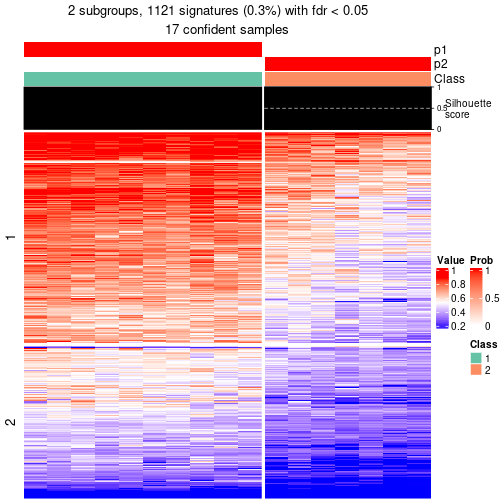 2 subgroups, 1121 signatures (0.3%) with fdr < 0.05
17 confident samples
p1
p2
Class
1
0.5
0
Silhouette
score
1
2
Value
1
0.8
0.6
0.4
0.2
Prob
1
0.5
0
Class
1
2